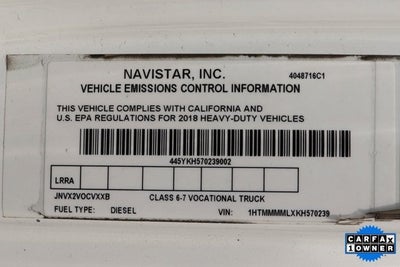 NAVISTAR, INC.
4048716C1
VEHICLE EMISSIONS CONTROL INFORMATION
THIS VEHICLE COMPLIES WITH CALIFORNIA AND
U.S. EPA REGULATIONS FOR 2018 HEAVY-DUTY VEHICLES
445YKH570239002
LRRA
JNVX2VOCVXXB CLASS 6-7 VOCATIONAL TRUCK
FUEL TYPE: DIESEL VIN: 1HTMMMMLXKH570239
CARFAX
1 OWNER